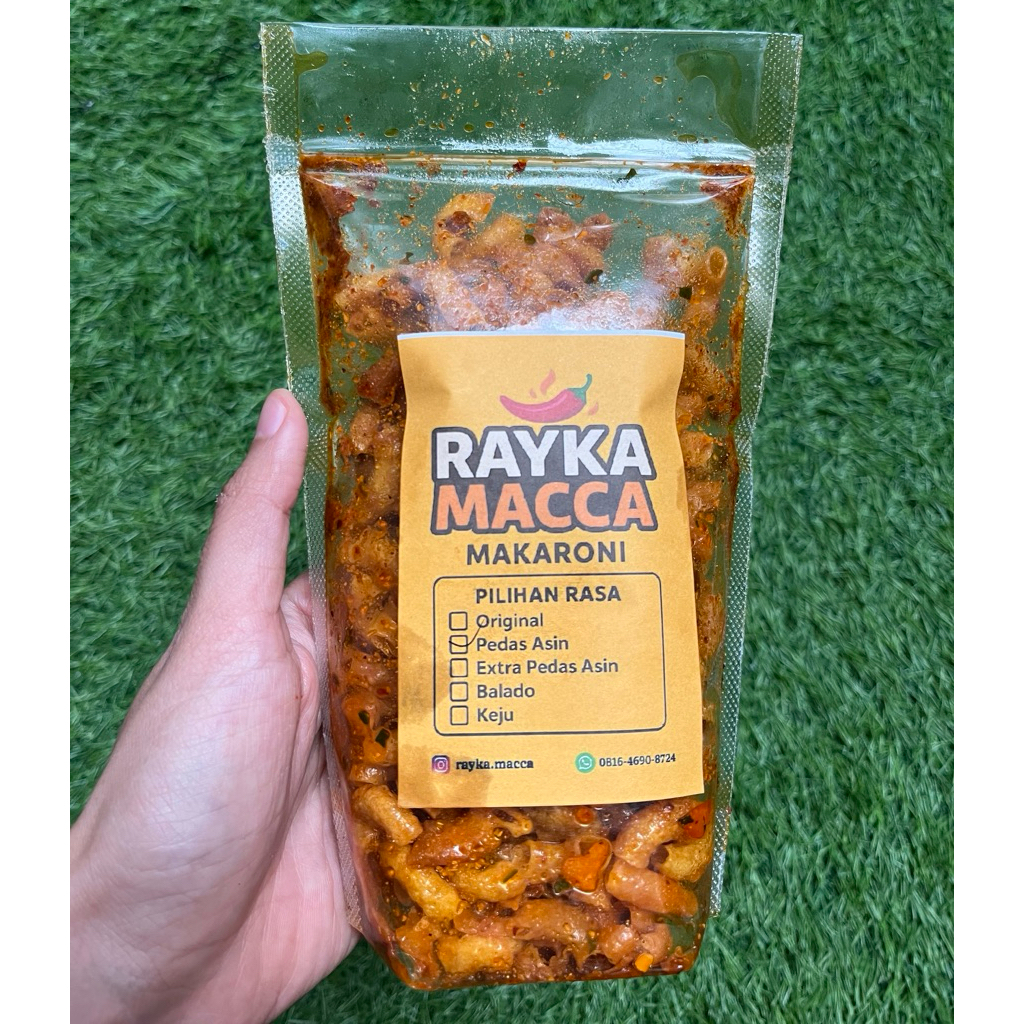 RAYKA
MACCA
MAKARONI
PILIHAN RASA
Original
Pedas Asin
Extra Pedas Asin
Balado
Keju
rayka.macca
0816-4690-8724